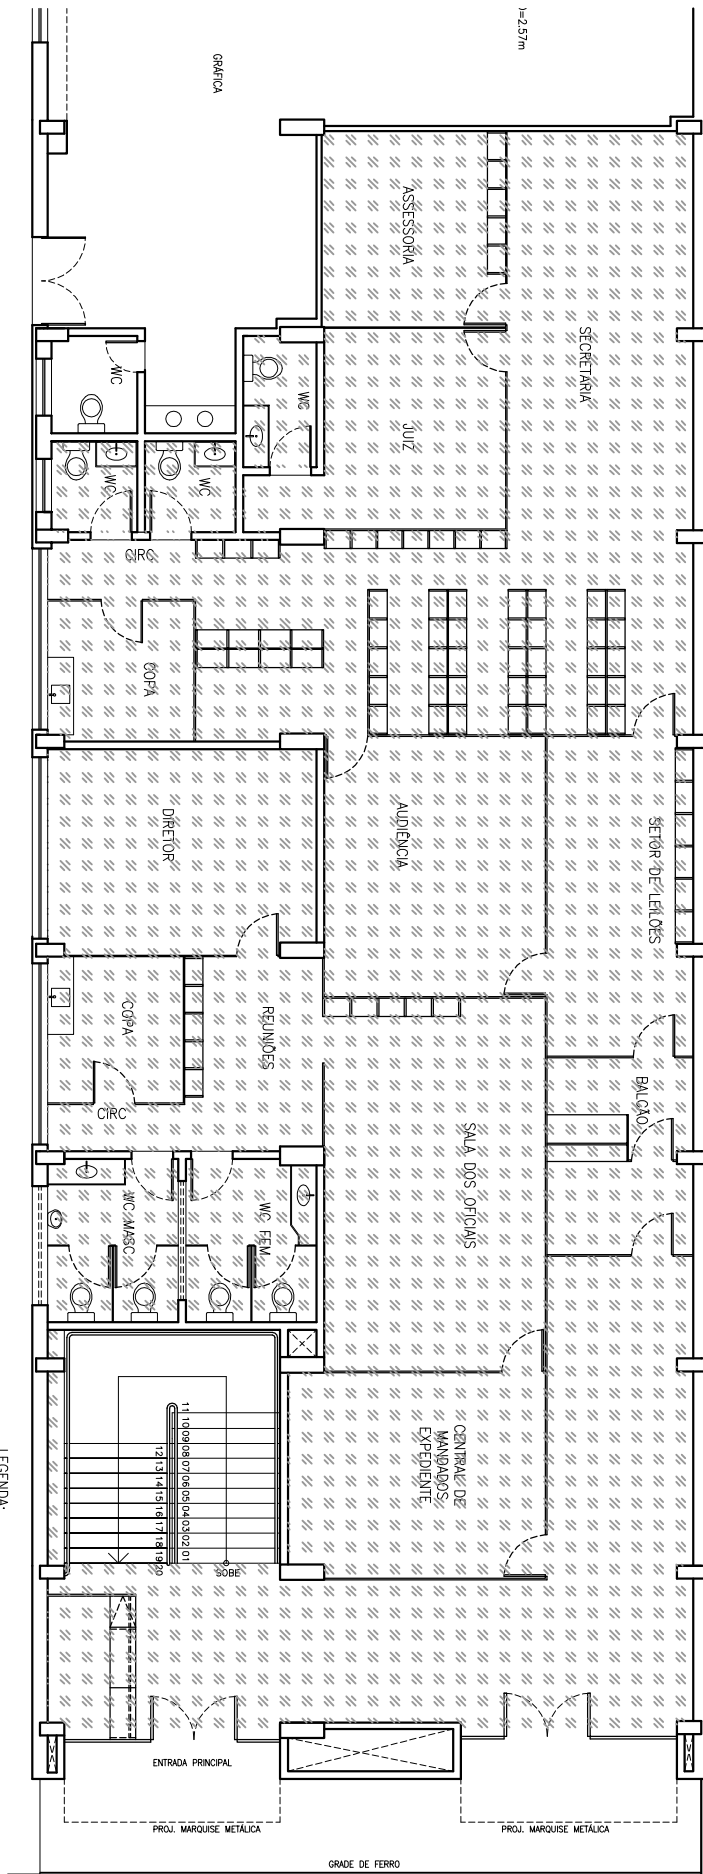 )=2.57m
GRÁFICA
ASSESSORIA
SECRETARIA
WC
WC
JUIZ
WC
WC
CIRC
COPA
DIRETOR
AUDIÊNCIA
SETOR DE LEILÕES
COPA
REUNIÕES
CIRC
BALCÃO
SALA DOS OFICIAIS
WC MASC
WC FEM
CENTRAL DE
MANDADOS
EXPEDIENTE
11 10 09 08 07 06 05 04 03 02 01
12 13 14 15 16 17 18 19 20
SOBE
ENTRADA PRINCIPAL
PROJ. MARQUISE METÁLICA
PROJ. MARQUISE METÁLICA
GRADE DE FERRO
LEGENDA: